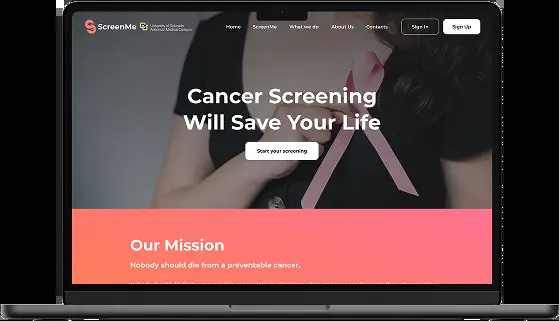 ScreenMe
University of Colorado
Anschutz Medical Campus
Home
ScreenMe
What we do
About Us
Contacts
Sign In
Sign Up
Cancer Screening
Will Save Your Life
Start your screening
Our Mission
Nobody should die from a preventable cancer.